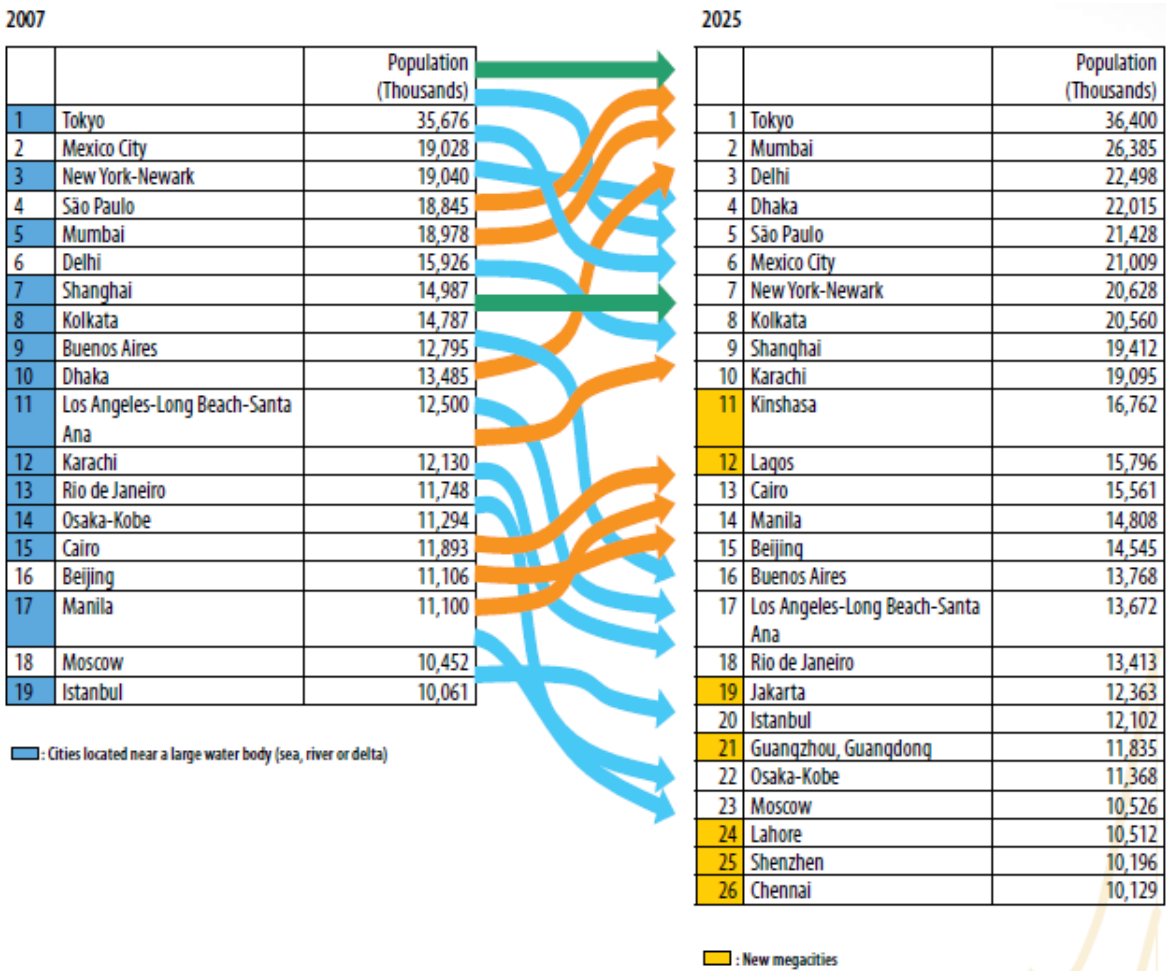 2007
Population
(Thousands)
1 Tokyo 35,676
2 Mexico City 19,028
3 New York-Newark 19,040
4 São Paulo 18,845
5 Mumbai 18,978
6 Delhi 15,926
7 Shanghai 14,987
8 Kolkata 14,787
9 Buenos Aires 12,795
10 Dhaka 13,485
11 Los Angeles-Long Beach-Santa 12,500
Ana
12 Karachi 12,130
13 Rio de Janeiro 11,748
14 Osaka-Kobe 11,294
15 Cairo 11,893
16 Beijing 11,106
17 Manila 11,100
18 Moscow 10,452
19 Istanbul 10,061
: Cities located near a large water body (sea, river or delta)
2025
Population
(Thousands)
1 Tokyo 36,400
2 Mumbai 26,385
3 Delhi 22,498
4 Dhaka 22,015
5 São Paulo 21,428
6 Mexico City 21,009
7 New York-Newark 20,628
8 Kolkata 20,560
9 Shanghai 19,412
10 Karachi 19,095
11 Kinshasa 16,762
12 Lagos 15,796
13 Cairo 15,561
14 Manila 14,808
15 Beijing 14,545
16 Buenos Aires 13,768
17 Los Angeles-Long Beach-Santa 13,672
Ana
18 Rio de Janeiro 13,413
19 Jakarta 12,363
20 Istanbul 12,102
21 Guangzhou, Guangdong 11,835
22 Osaka-Kobe 11,368
23 Moscow 10,526
24 Lahore 10,512
25 Shenzhen 10,196
26 Chennai 10,129
: New megacities